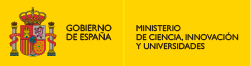 GOBIERNO
DE ESPAÑA
MINISTERIO
DE CIENCIA, INNOVACIÓN
Y UNIVERSIDADES